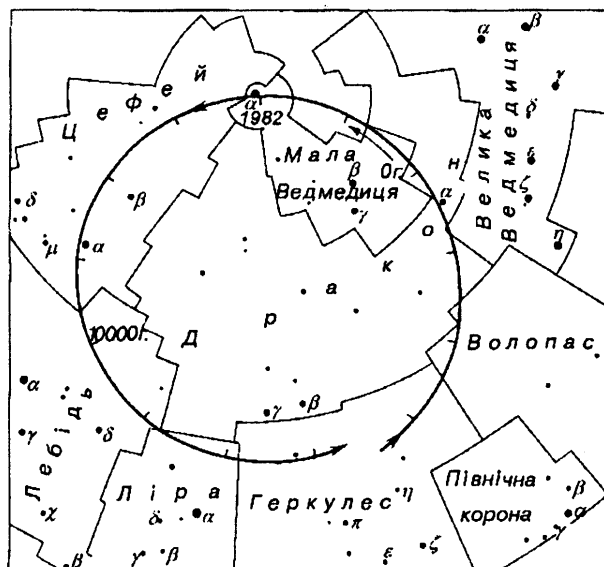 Цефей
α
1982
Мала
Ведмедиця
β
γ
0г.
Велика
Ведмедиця
α
β
γ
δ
ε
ζ
η
Дракон
α
γ
β
δ
μ
β
α
10000г.
Волопас
Лебідь
α
γ
δ
χ
β
Ліра
δ
α
γ
β
Геркулес
η
π
ε
ζ
Північна
корона
β
α
γ